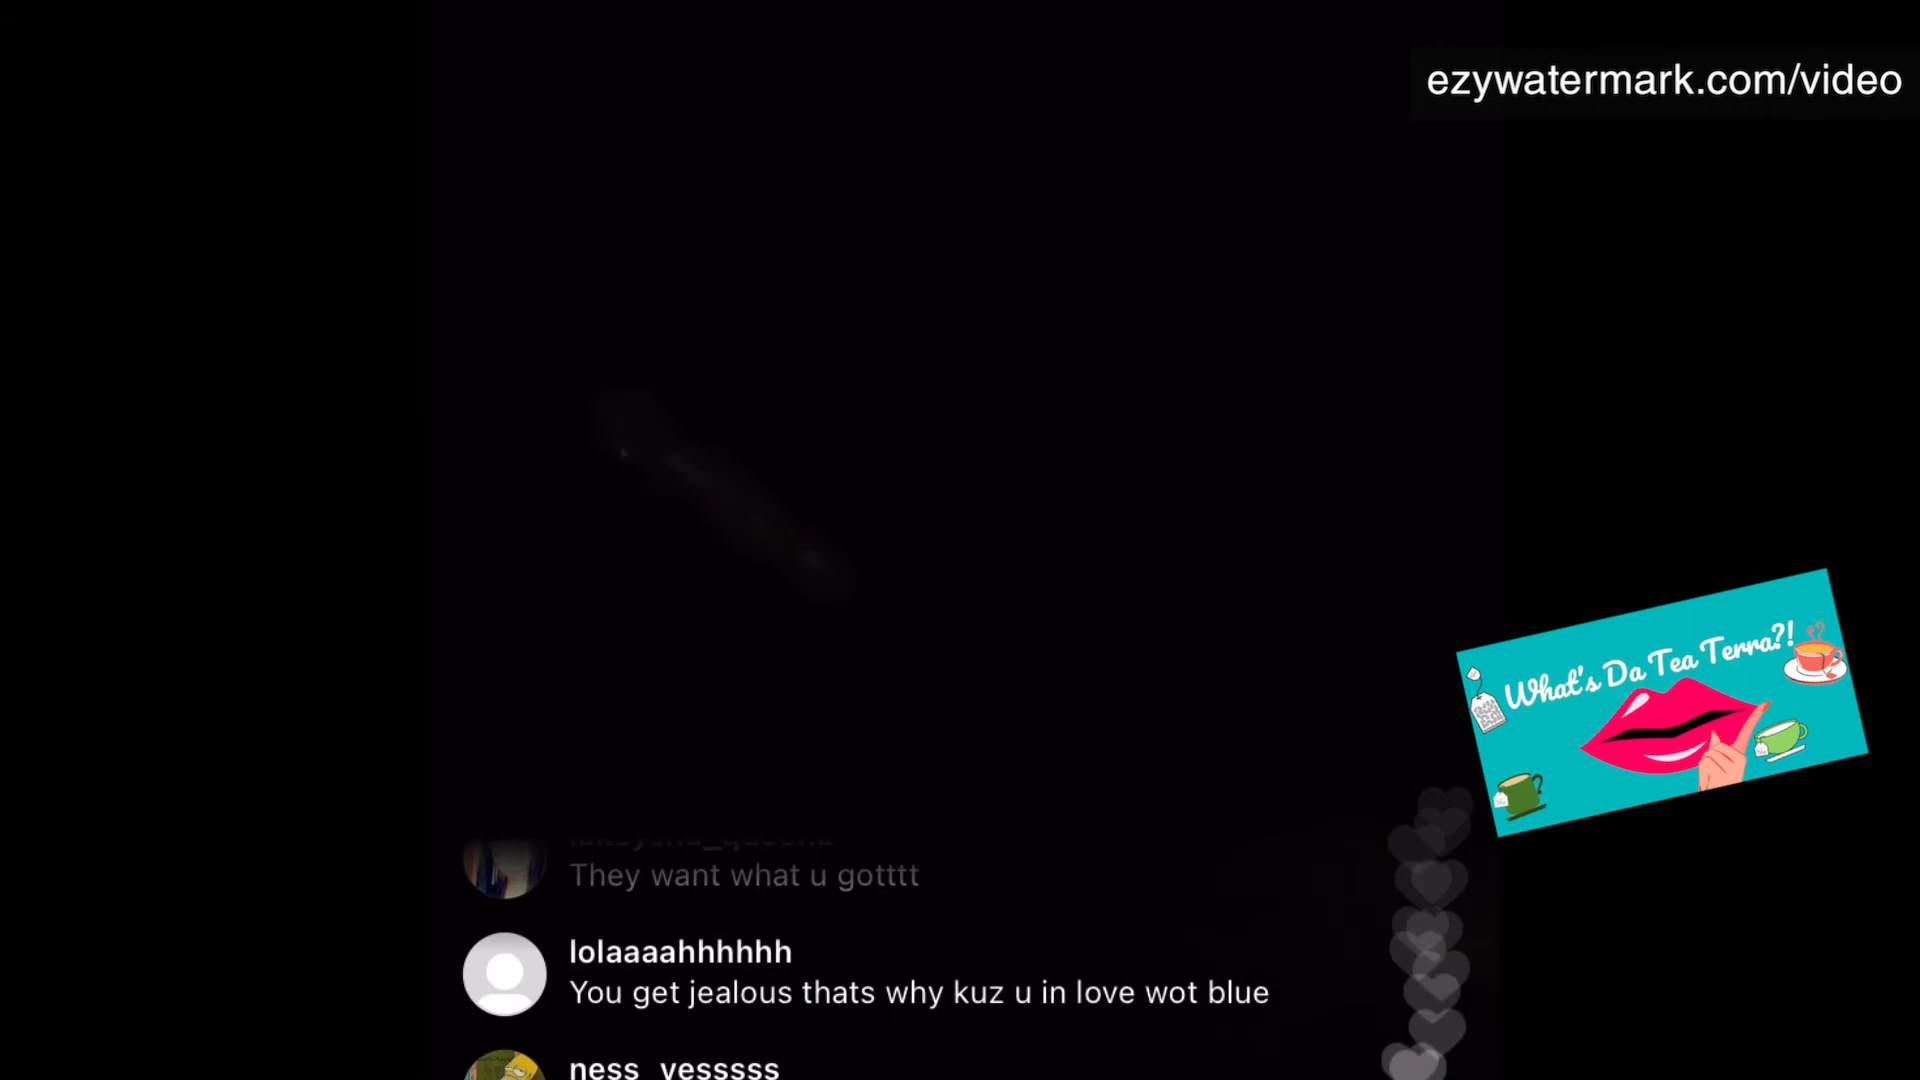 ezywatermark.com/video
What's Da Tea Terra?!
They want what u gotttt
lolaaaahhhhhh
You get jealous thats why kuz u in love wot blue
ness_yesssss